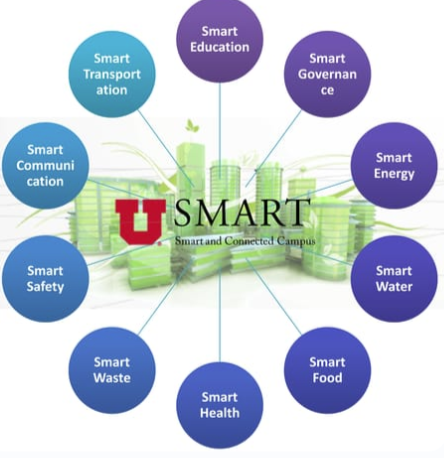 Smart
Education
Smart
Governan
ce
Smart
Energy
Smart
Water
Smart
Food
Smart
Health
Smart
Waste
Smart
Safety
Smart
Communi
cation
Smart
Transport
ation
U SMART
Smart and Connected Campus